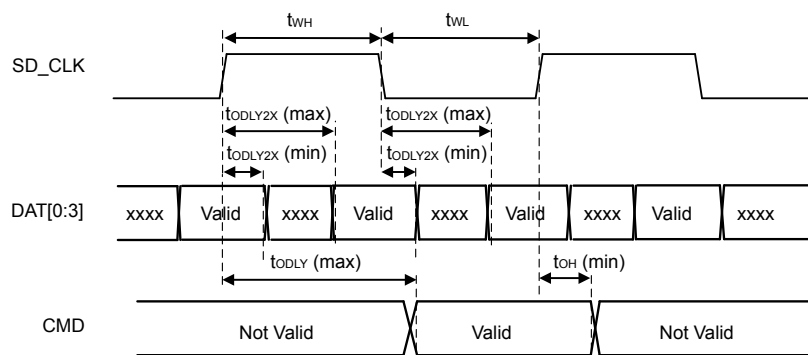 tWH tWL
SD_CLK
tODLY2X (max) tODLY2X (max)
tODLY2X (min) tODLY2X (min)
DAT[0:3] xxxx Valid xxxx Valid xxxx Valid xxxx Valid xxxx
tODLY (max) tOH (min)
CMD Not Valid Valid Not Valid